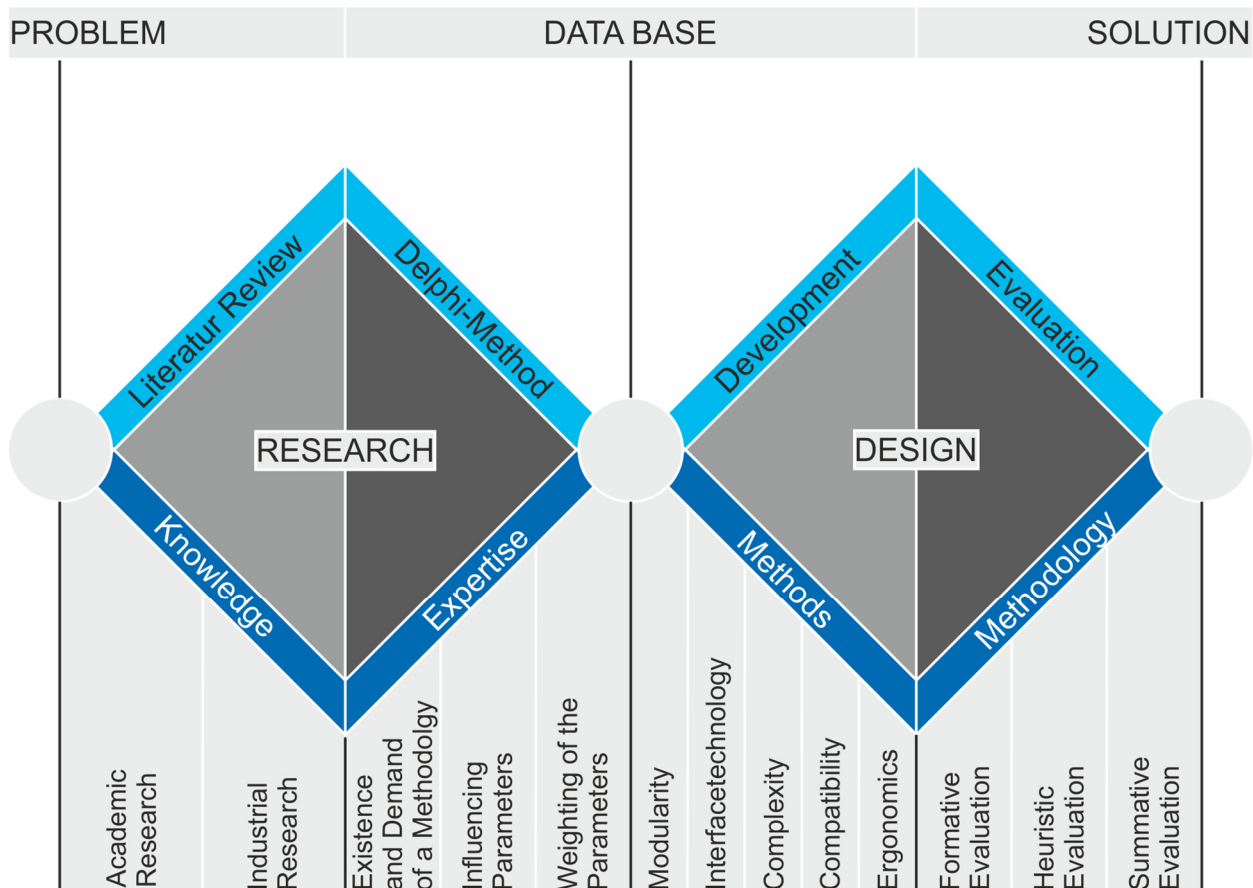 PROBLEM
DATA BASE
SOLUTION
Literatur Review
Delphi-Method
Development
Evaluation
RESEARCH
DESIGN
Knowledge
Expertise
Methods
Methodology
Academic
Research
Industrial
Research
Existence
and Demand
of a Methodolgy
Influencing
Parameters
Weighting of the
Parameters
Modularity
Interfacetechnology
Complexity
Compatibility
Ergonomics
Formative
Evaluation
Heuristic
Evaluation
Summative
Evaluation